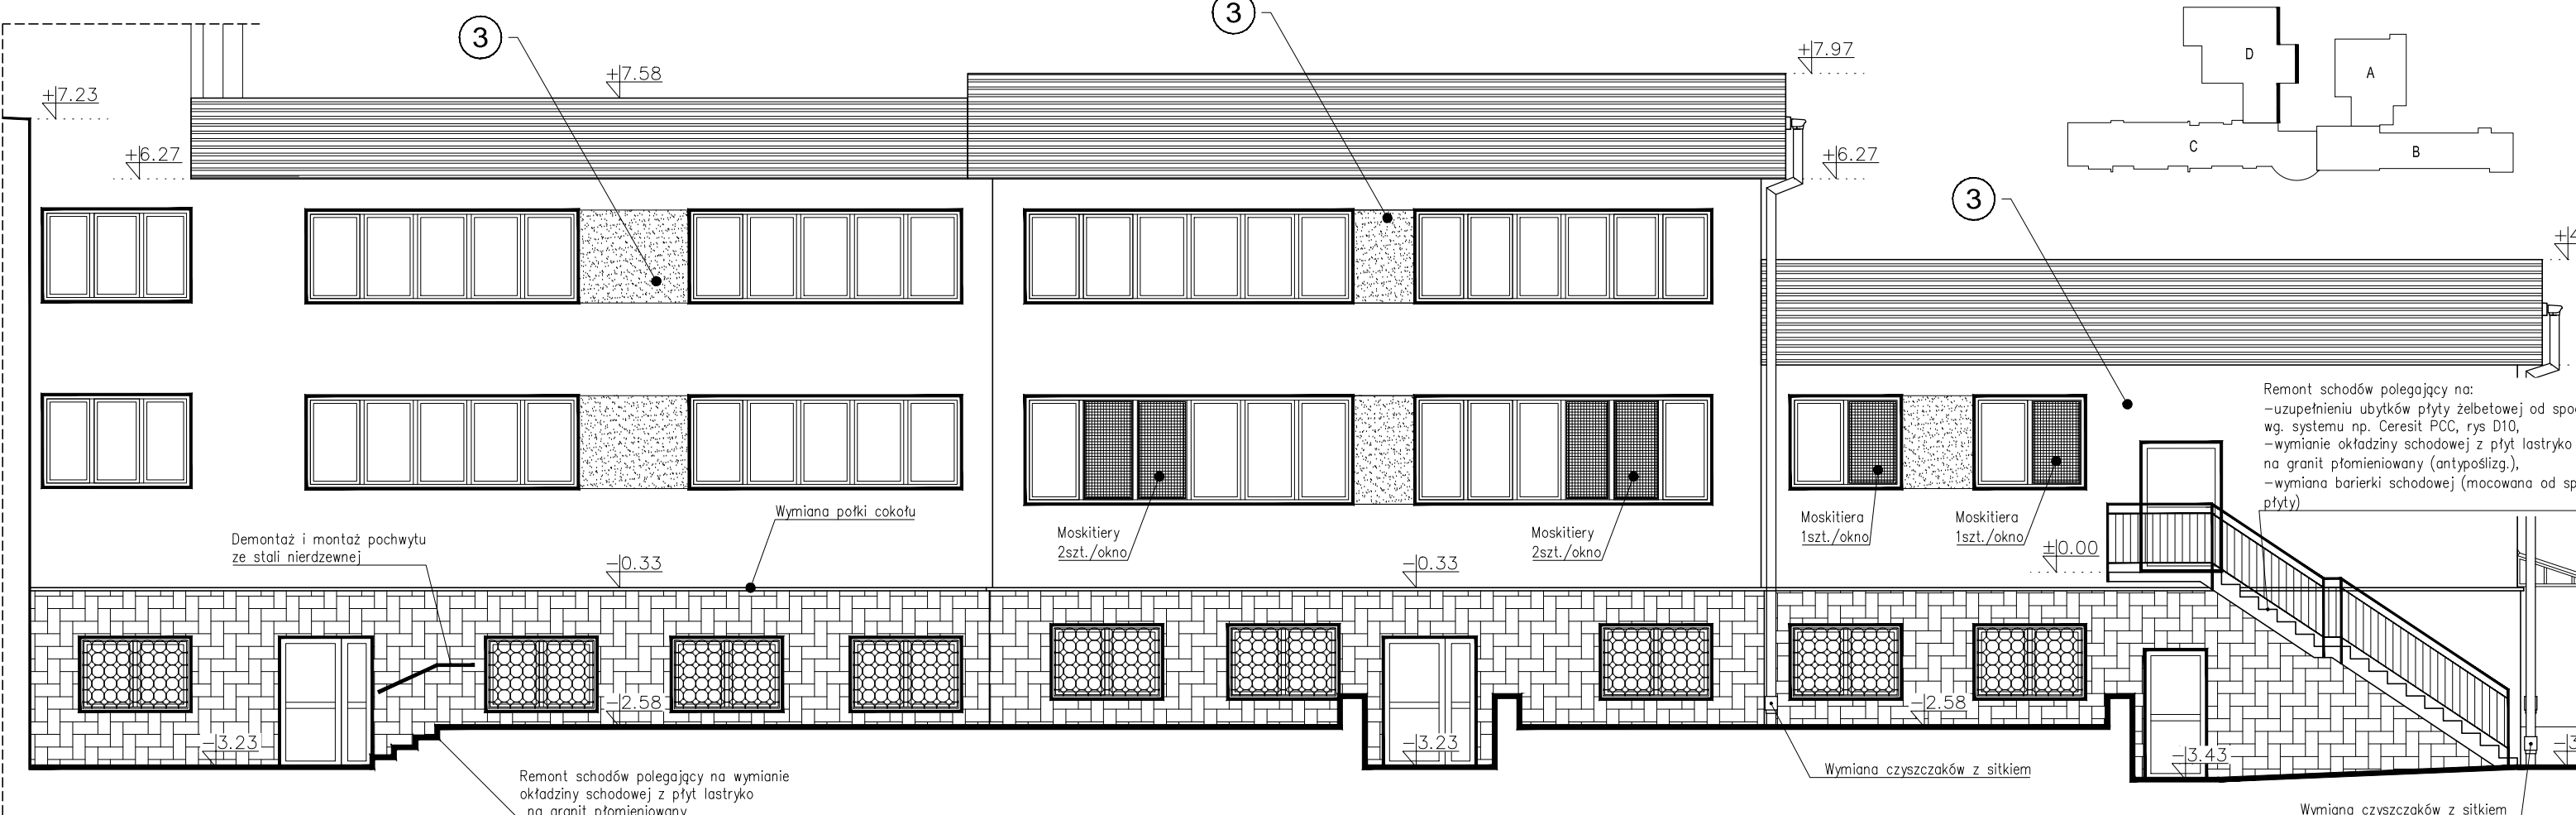 3
3
+7.97
+7.58
+7.23
D
A
+6.27
+6.27
C
B
3
Remont schodów polegający na:
-uzupełnieniu ubytków płyty żelbetowej od
wg. systemu np. Ceresit PCC, rys D10,
-wymianie okładziny schodowej z płyt lastryko
na granit płomieniowany (antypoślizg.),
-wymiana barierki schodowej (mocowana od
płyty)
Wymiana połki cokołu
Moskitiery
2szt./okno
Moskitiery
2szt./okno
Moskitiera
1szt./okno
Moskitiera
1szt./okno
Demontaż i montaż pochwytu
ze stali nierdzewnej
-0.33
-0.33
±0.00
-2.58
-2.58
-3.23
-3.23
-3.43
Remont schodów polegający na wymianie
okładziny schodowej z płyt lastryko
na granit płomieniowany
Wymiana czyszczaków z sitkiem
Wymiana czyszczaków z sitkiem